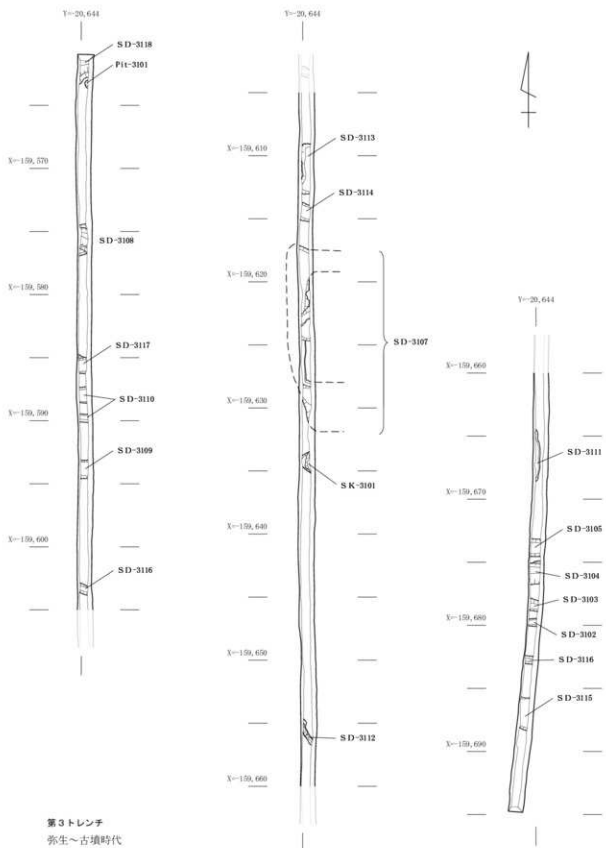 Y=-20,644
SD-3118
Pit-3101
X=-159,570
SD-3108
X=-159,580
SD-3117
SD-3110
X=-159,590
SD-3109
X=-159,600
SD-3116
Y=-20,644
SD-3113
X=-159,610
SD-3114
X=-159,620
SD-3107
X=-159,630
SK-3101
X=-159,640
X=-159,650
SD-3112
X=-159,660
Y=-20,644
X=-159,660
SD-3111
X=-159,670
SD-3105
SD-3104
SD-3103
X=-159,680
SD-3102
SD-3116
SD-3115
X=-159,690
第3トレンチ
弥生～古墳時代